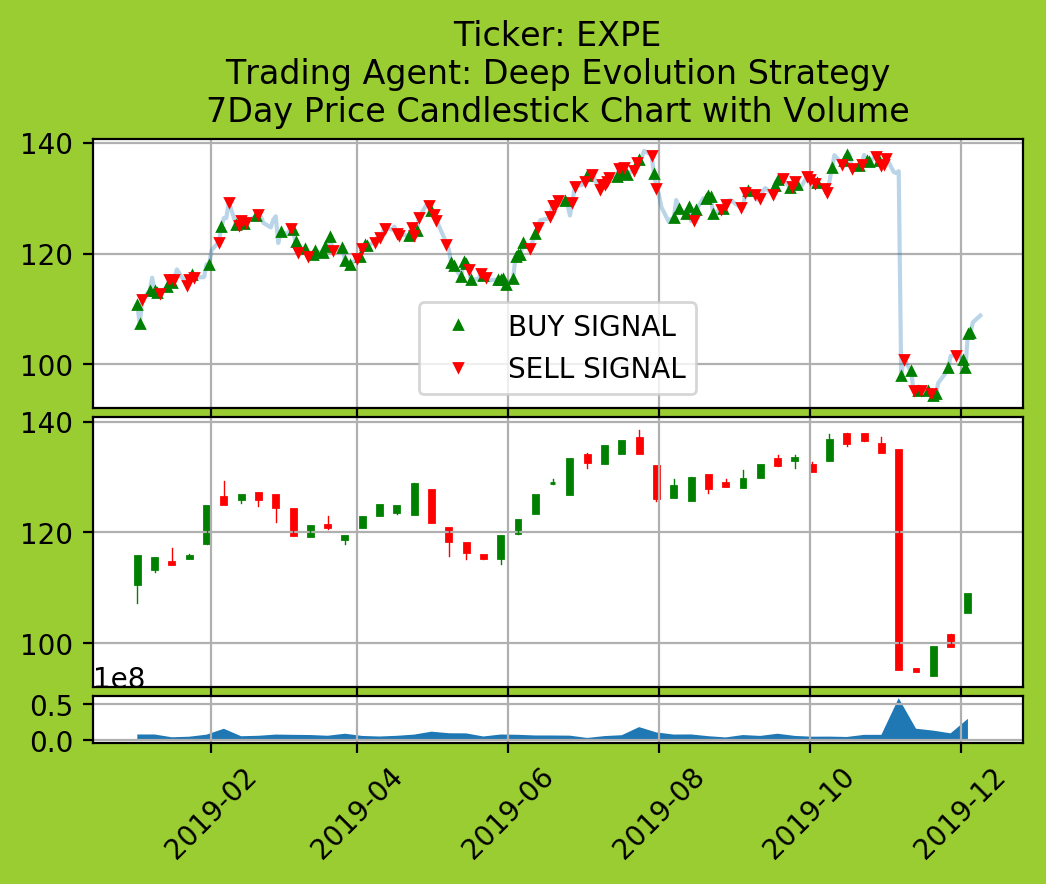 Ticker: EXPE
Trading Agent: Deep Evolution Strategy
7Day Price Candlestick Chart with Volume
140
120
100
BUY SIGNAL
SELL SIGNAL
140
120
100
1e8
0.5
0.0
2019-02
2019-04
2019-06
2019-08
2019-10
2019-12